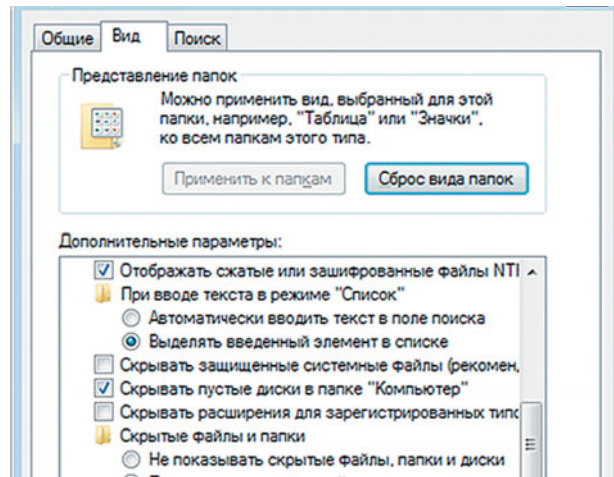 Общие Вид Поиск
Представление папок
Можно применить вид, выбранный для этой
папки, например, "Таблица" или "Значки",
ко всем папкам этого типа.
Применить к папкам Сброс вида папок
Дополнительные параметры:
Отображать сжатые или зашифрованные файлы NT
При вводе текста в режиме "Список"
Автоматически вводить текст в поле поиска
Выделять введенный элемент в списке
Скрывать защищенные системные файлы (рекомен,
Скрывать пустые диски в папке "Компьютер"
Скрывать расширения для зарегистрированных типо
Скрытые файлы и папки
Не показывать скрытые файлы, папки и диски